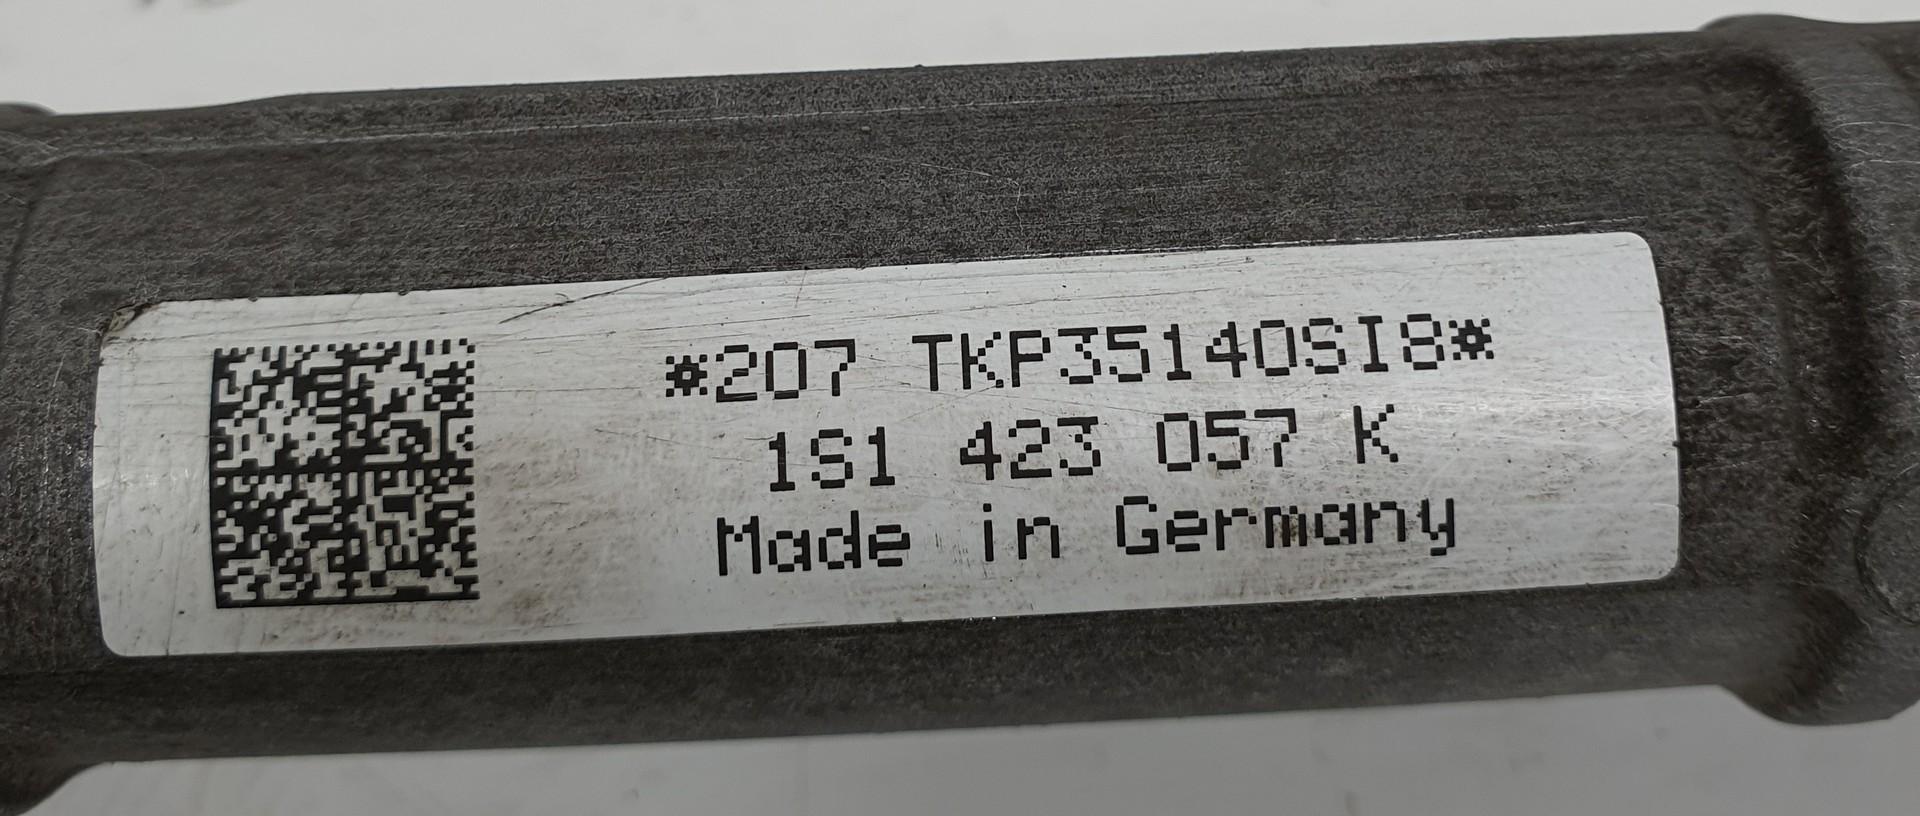 *207 TKP35140SI8*
1S1 423 057 K
Made in Germany